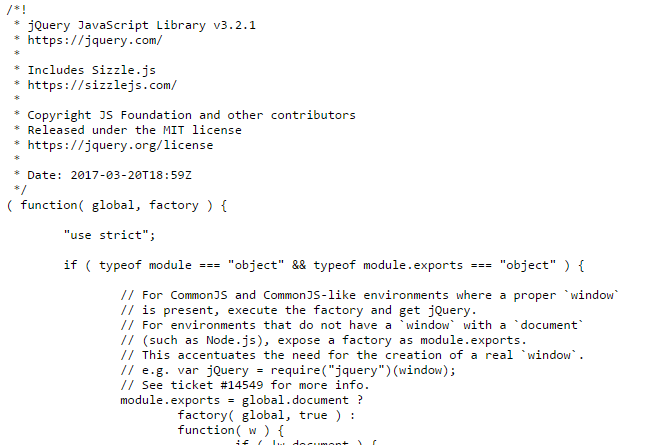 /*!
 * jQuery JavaScript Library v3.2.1
 * https://jquery.com/
 *
 * Includes Sizzle.js
 * https://sizzlejs.com/
 *
 * Copyright JS Foundation and other contributors
 * Released under the MIT license
 * https://jquery.org/license
 *
 * Date: 2017-03-20T18:59Z
 */
( function( global, factory ) {

	"use strict";

	if ( typeof module === "object" && typeof module.exports === "object" ) {

		// For CommonJS and CommonJS-like environments where a proper `window`
		// is present, execute the factory and get jQuery.
		// For environments that do not have a `window` with a `document`
		// (such as Node.js), expose a factory as module.exports.
		// This accentuates the need for the creation of a real `window`.
		// e.g. var jQuery = require("jquery")(window);
		// See ticket #14549 for more info.
		module.exports = global.document ?
			factory( global, true ) :
			function( w ) {
				if ( !w.document ) {